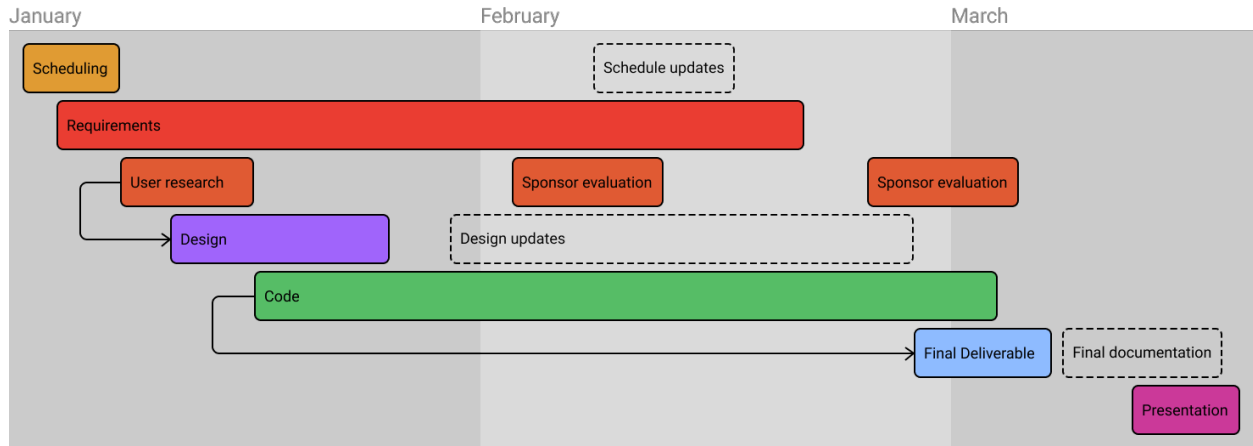 January
February
March
Scheduling
Schedule updates
Requirements
User research
Sponsor evaluation
Sponsor evaluation
Design
Design updates
Code
Final Deliverable
Final documentation
Presentation